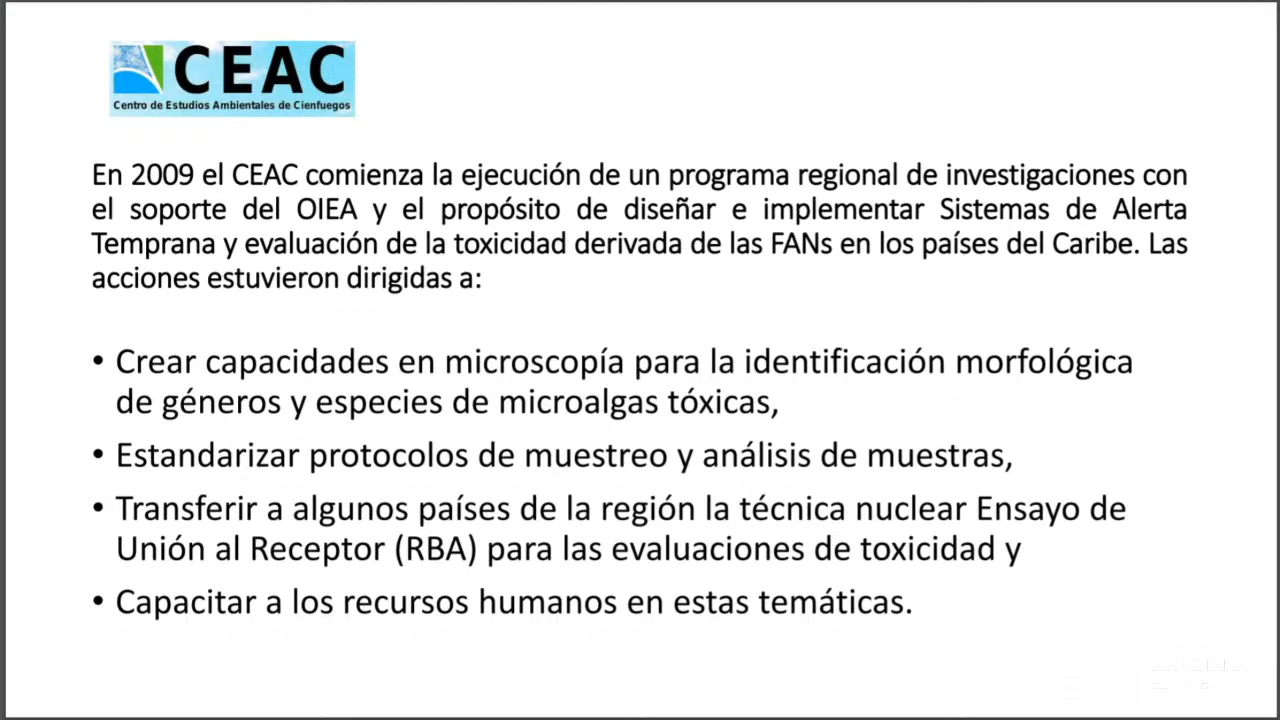 CEAC
Centro de Estudios Ambientales de Cienfuegos
En 2009 el CEAC comienza la ejecución de un programa regional de investigaciones con
el soporte del OIEA y el propósito de diseñar e implementar Sistemas de Alerta
Temprana y evaluación de la toxicidad derivada de las FANs en los países del Caribe. Las
acciones estuvieron dirigidas a:
• Crear capacidades en microscopía para la identificación morfológica
de géneros y especies de microalgas tóxicas,
• Estandarizar protocolos de muestreo y análisis de muestras,
• Transferir a algunos países de la región la técnica nuclear Ensayo de
Unión al Receptor (RBA) para las evaluaciones de toxicidad y
• Capacitar a los recursos humanos en estas temáticas.